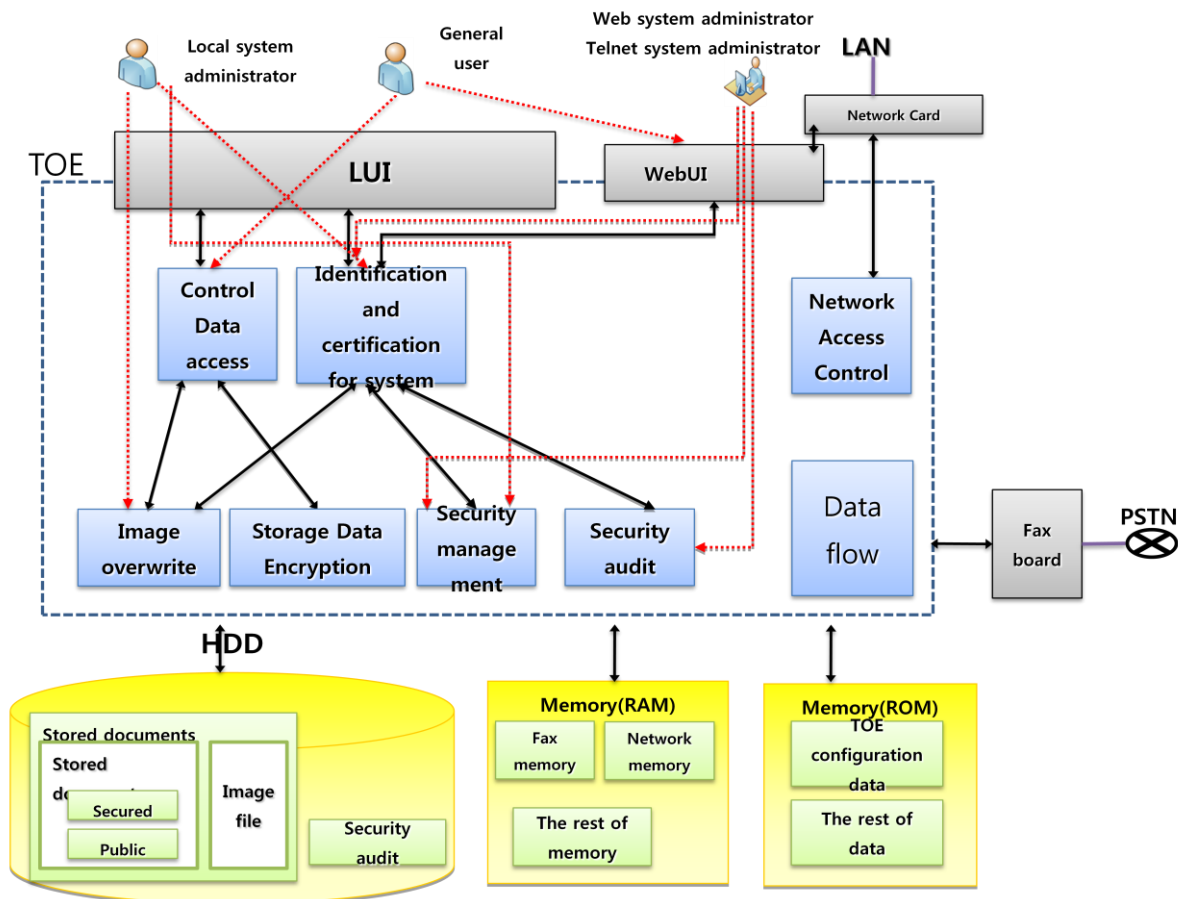 Local system
administrator
General
user
Web system administrator
Telnet system administrator
LAN
Network Card
TOE
LUI
WebUI
Control
Data
access
Identification
and
certification
for system
Network
Access
Control
Image
overwrite
Storage Data
Encryption
Security
manage
ment
Security
audit
Data
flow
Fax
board
PSTN
HDD
Stored documents
Stored
Secured
Public
Image
file
Security
audit
Memory(RAM)
Fax
memory
Network
memory
The rest of
memory
Memory(ROM)
TOE
configuration
data
The rest of
data